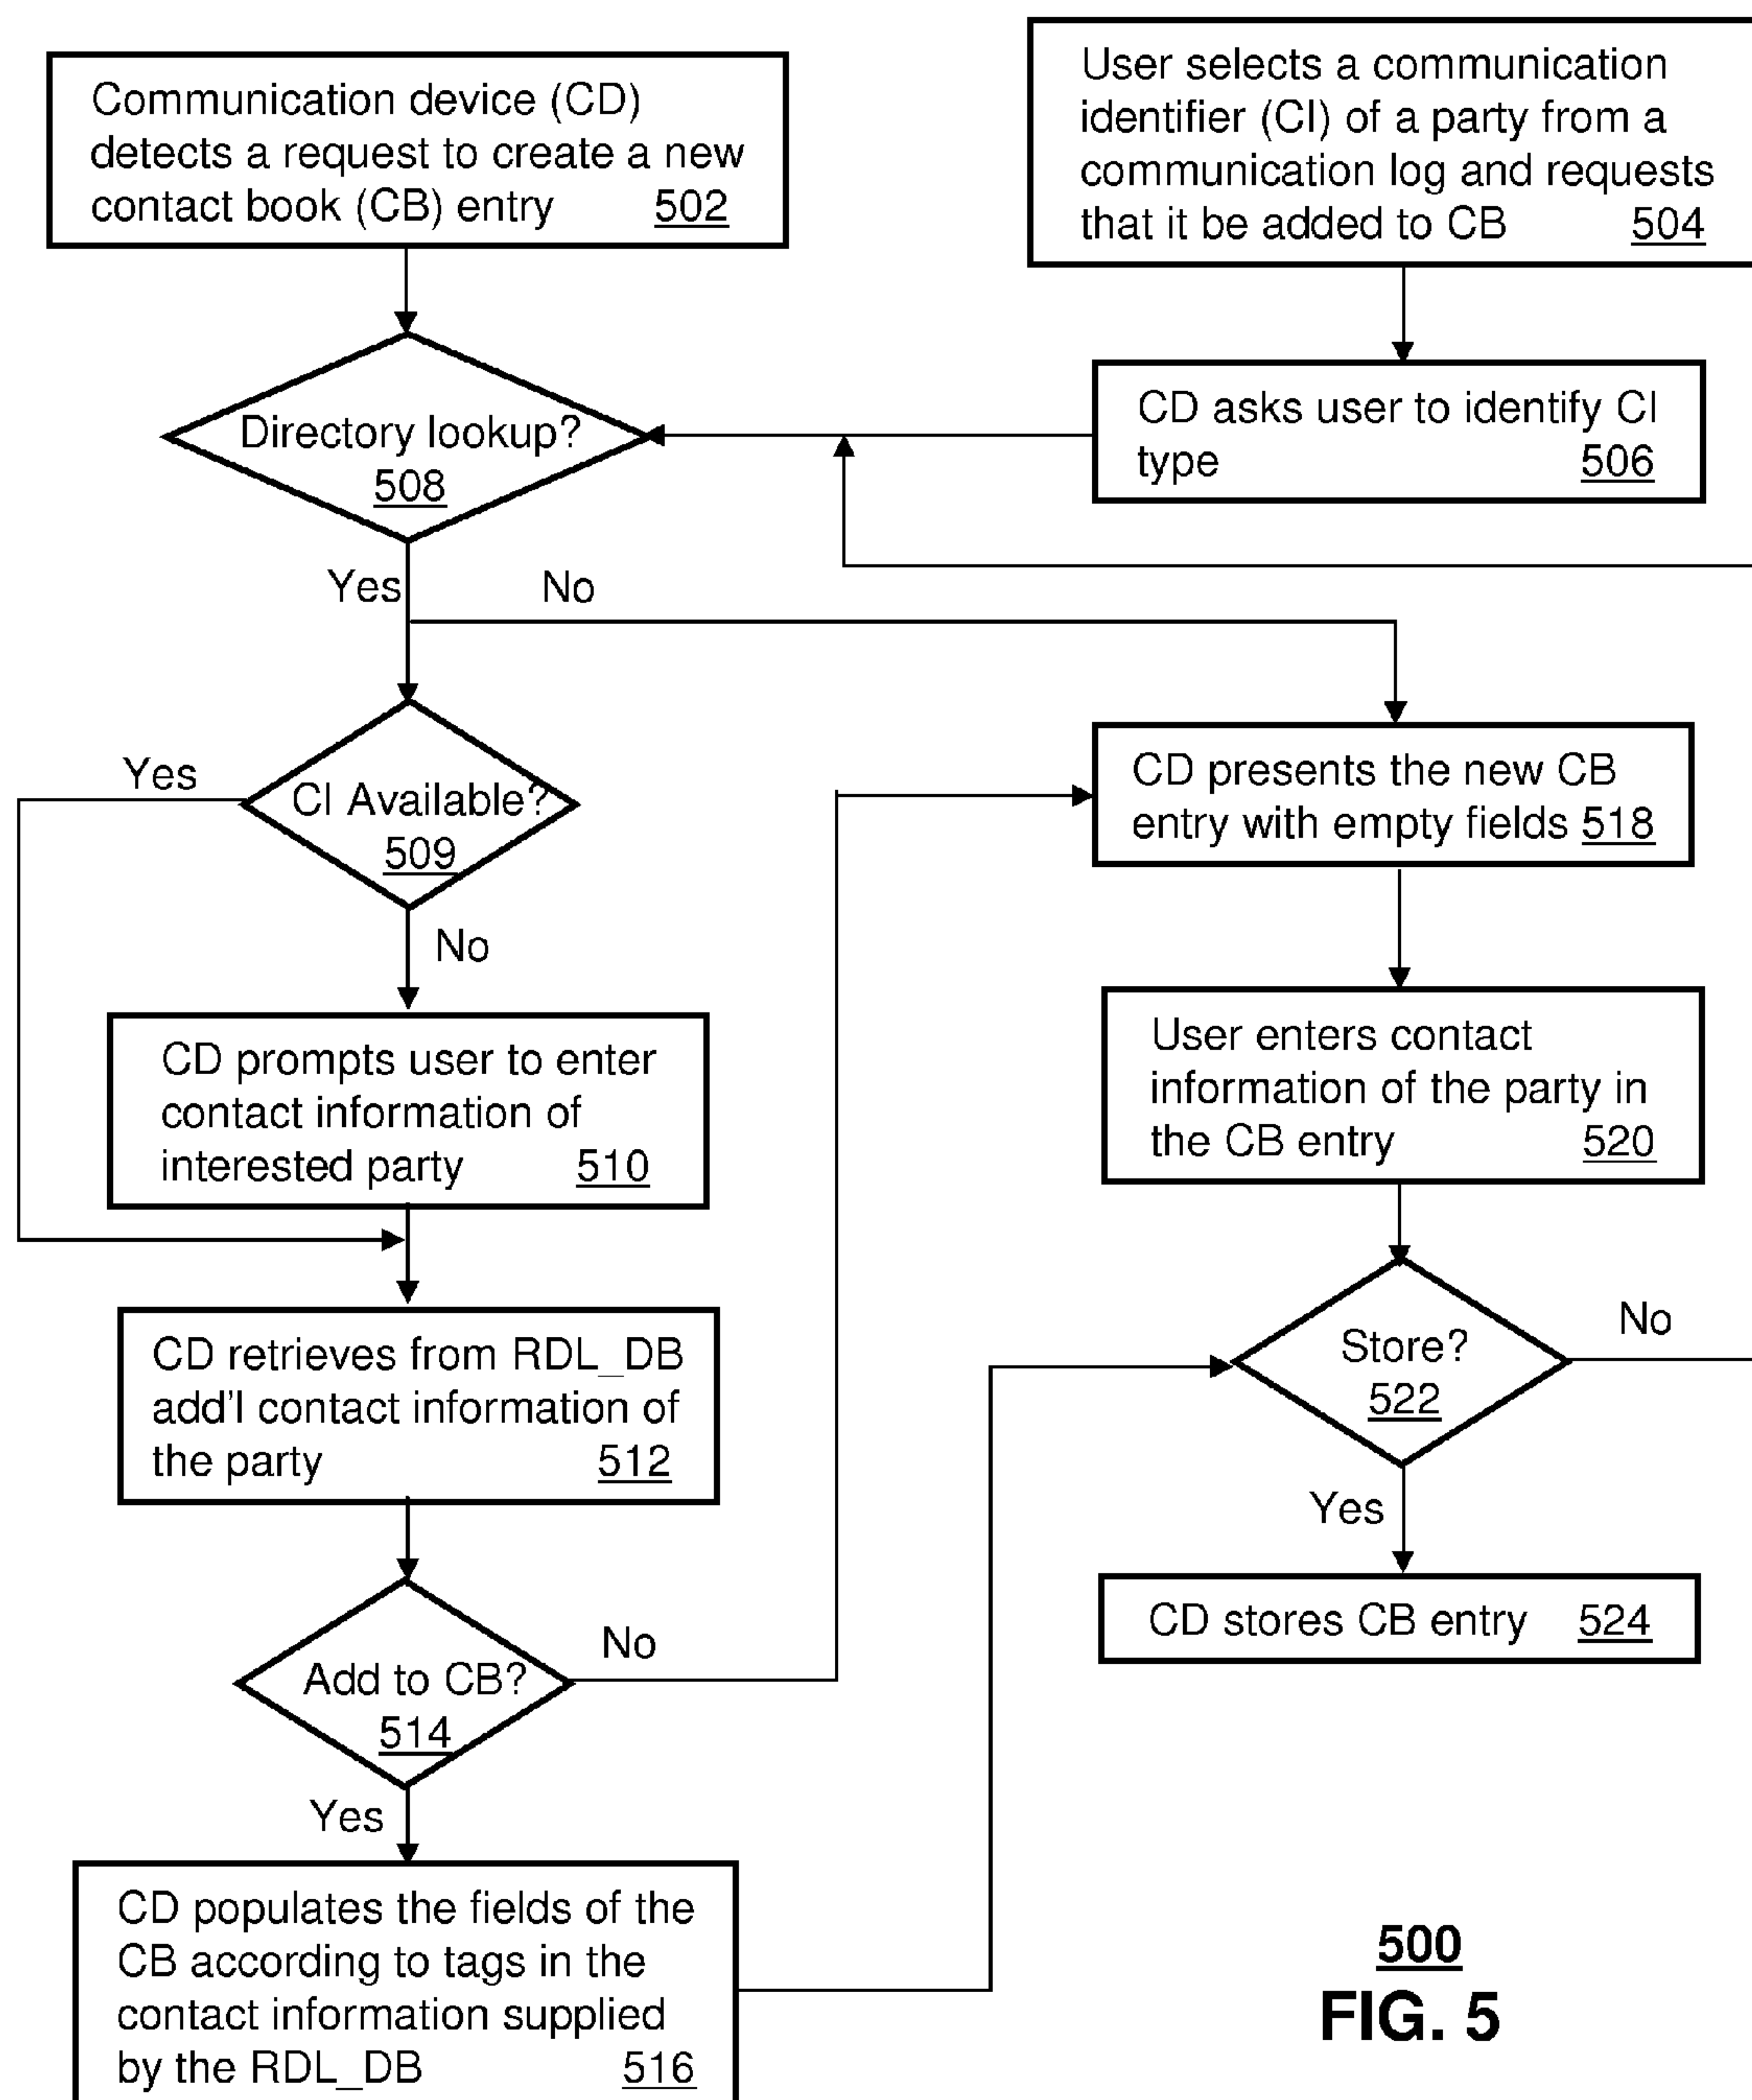 Communication device (CD)
detects a request to create a new
contact book (CB) entry 502
User selects a communication
identifier (CI) of a party from a
communication log and requests
that it be added to CB 504
CD asks user to identify CI
type 506
Directory lookup?
508
Yes
No
CI Available?
509
Yes
No
CD prompts user to enter
contact information of
interested party 510
CD retrieves from RDL_DB
add'l contact information of
the party 512
Add to CB?
514
No
Yes
CD populates the fields of the
CB according to tags in the
contact information supplied
by the RDL_DB 516
CD presents the new CB
entry with empty fields 518
User enters contact
information of the party in
the CB entry 520
Store?
522
No
Yes
CD stores CB entry 524
500
FIG. 5